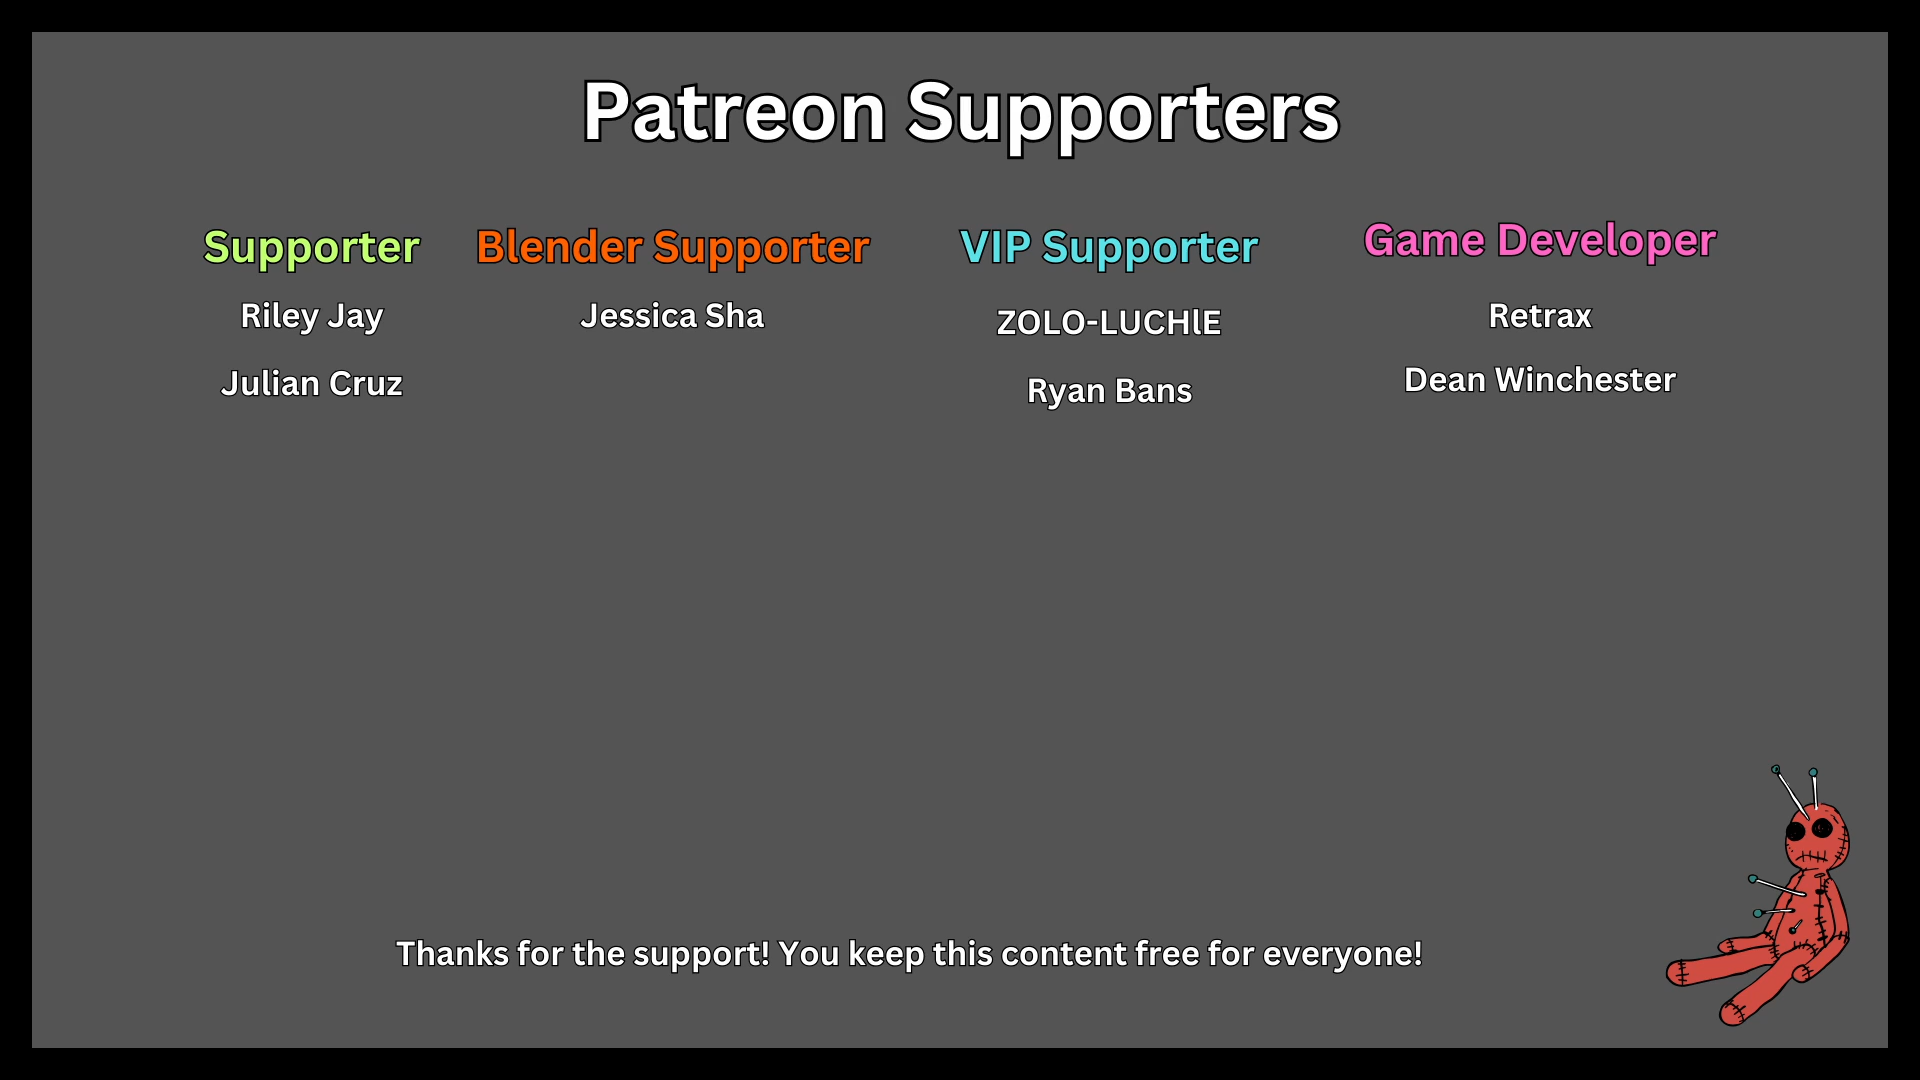 Patreon Supporters
Supporter
Riley Jay
Julian Cruz
Blender Supporter
Jessica Sha
VIP Supporter
ZOLO-LUCHlE
Ryan Bans
Game Developer
Retrax
Dean Winchester
Thanks for the support! You keep this content free for everyone!